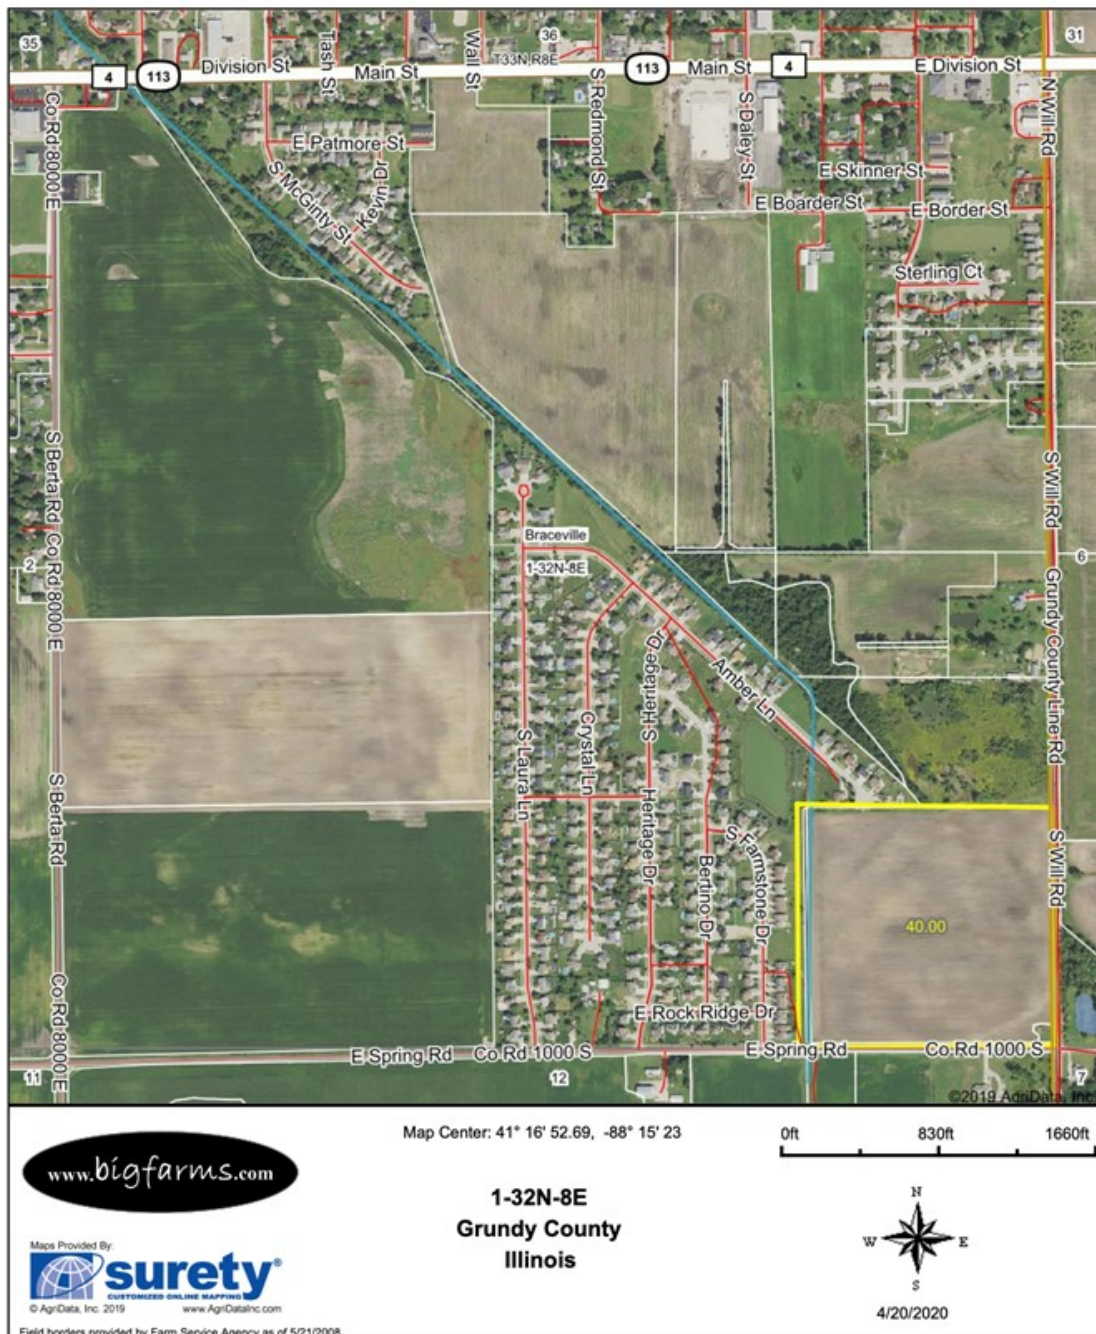 35
36
31
T33N,R8E
4
113
Division St
Tash St
Main St
Wall St
S Redmond St
113
Main St
4
S Daley St
E Division St
N Will Rd
Co Rd 8000 E
E Patmore St
S McGinty St
Kevin Dr
E Skinner St
E Boarder St
E Border St
Sterling Ct
S Berta Rd
Co Rd 8000 E
S Will Rd
2
Braceville
1-32N-8E
6
Grundy County Line Rd
S Heritage Dr
Amber Ln
Crystal Ln
S Laura Ln
S Berta Rd
Heritage Dr
Bertino Dr
S Farmstone Dr
S Will Rd
40.00
Co Rd 8000 E
E Rock Ridge Dr
E Spring Rd
Co Rd 1000 S
E Spring Rd
Co Rd 1000 S
11
12
7
©2019 AgriData, Inc.
Map Center: 41° 16' 52.69, -88° 15' 23
0ft 830ft 1660ft
www.bigfarms.com
1-32N-8E
Grundy County
Illinois
N
W E
S
4/20/2020
Maps Provided By:
surety®
CUSTOMIZED ONLINE MAPPING
© AgriData, Inc. 2019 www.AgriDataInc.com
Field borders provided by Farm Service Agency as of 5/21/2008.